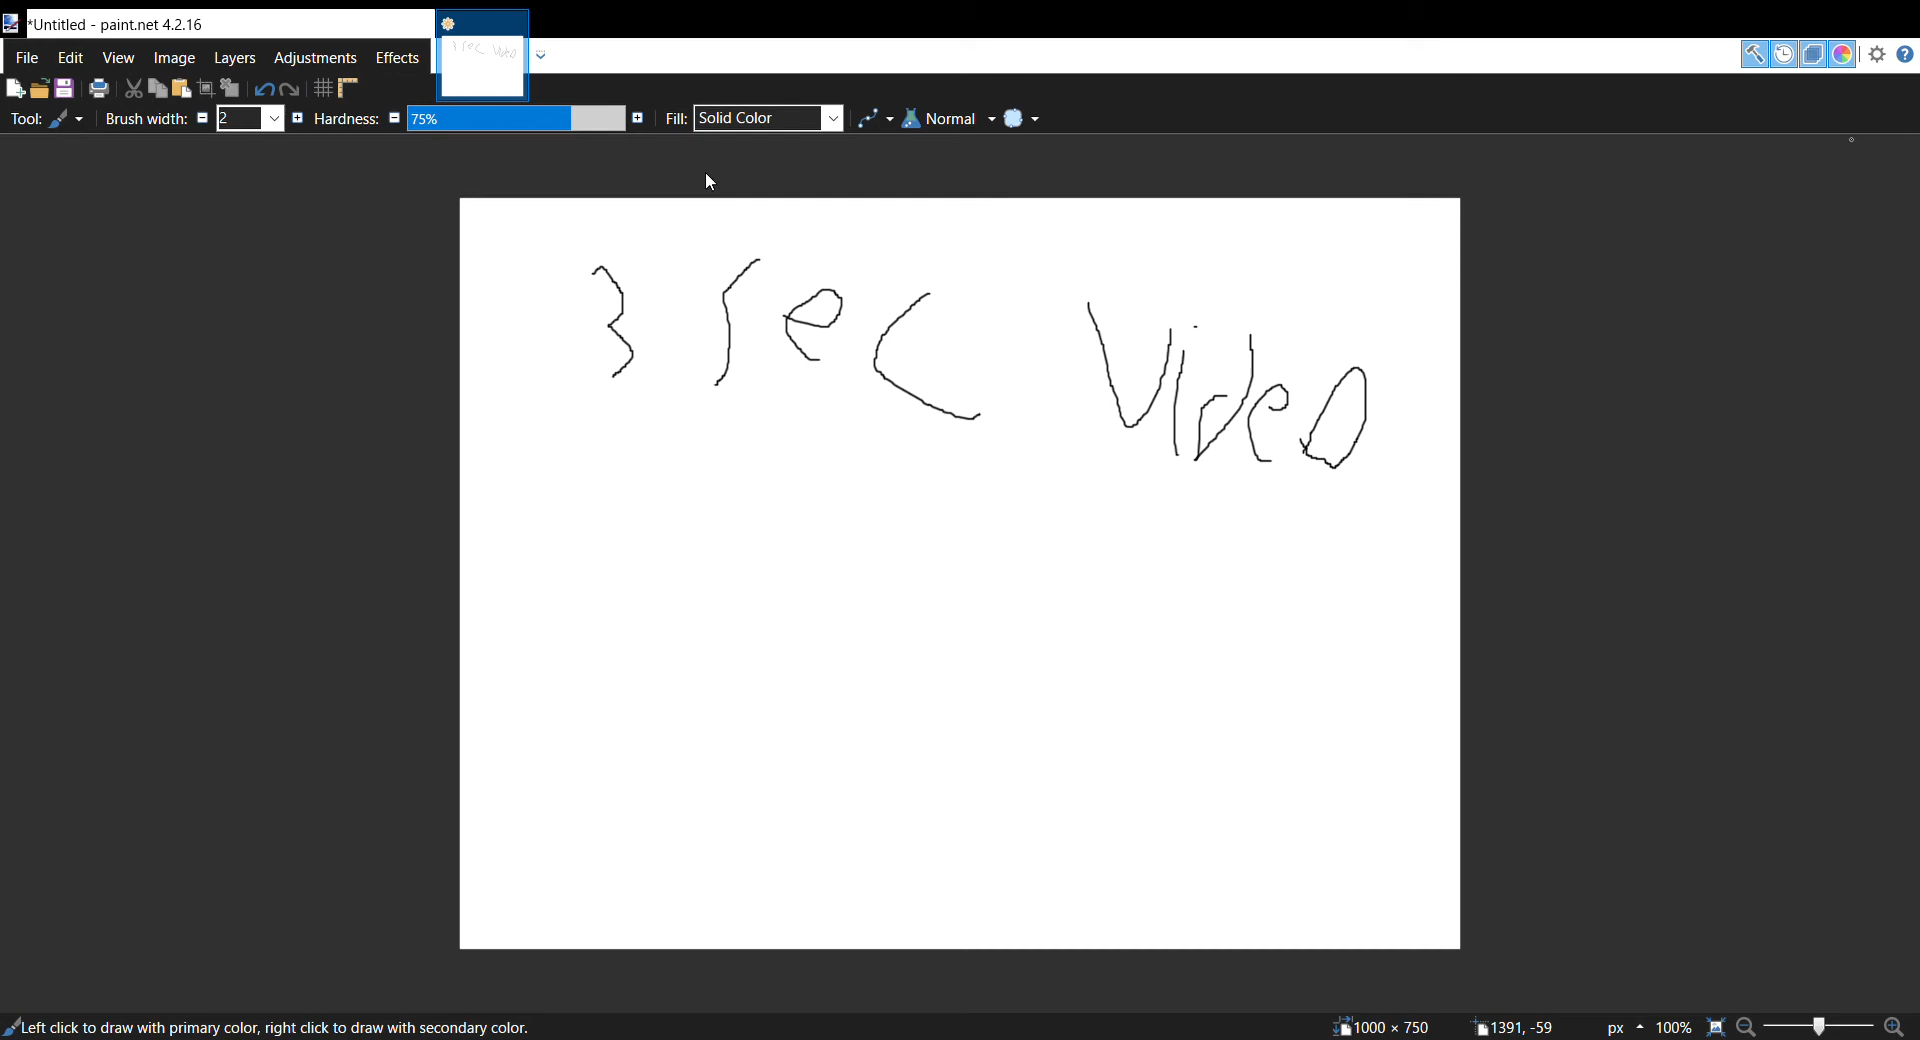 *Untitled - paint.net 4.2.16
File Edit View Image Layers Adjustments Effects
Tool: Brush width: 2 Hardness: 75% Fill: Solid Color Normal
3 sec Video
Left click to draw with primary color, right click to draw with secondary color. 1000 × 750 1391, -59 px 100%